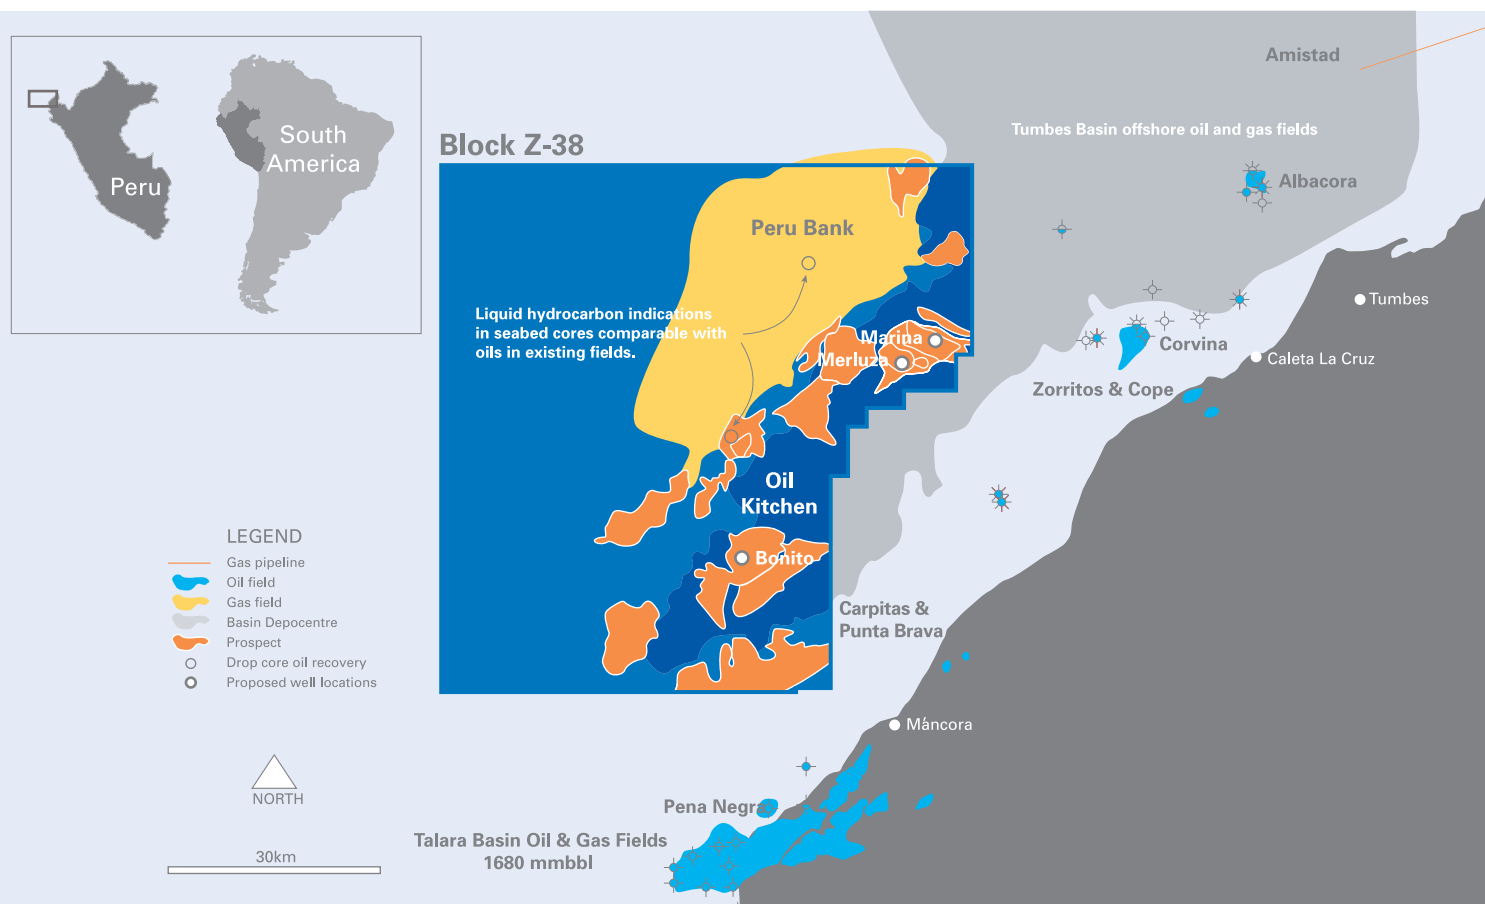 Amistad
Tumbes Basin offshore oil and gas fields
Block Z-38
South
America
Peru
Albacora
Peru Bank
Tumbes
Liquid hydrocarbon indications
in seabed cores comparable with
oils in existing fields.
Marina
Merluza
Corvina
Caleta La Cruz
Zorritos & Cope
Oil
Kitchen
LEGEND
Gas pipeline
Oil field
Gas field
Basin Depocentre
Prospect
Drop core oil recovery
Proposed well locations
Bonito
Carpitas &
Punta Brava
Máncora
NORTH
Pena Negra
Talara Basin Oil & Gas Fields
1680 mmbbl
30km